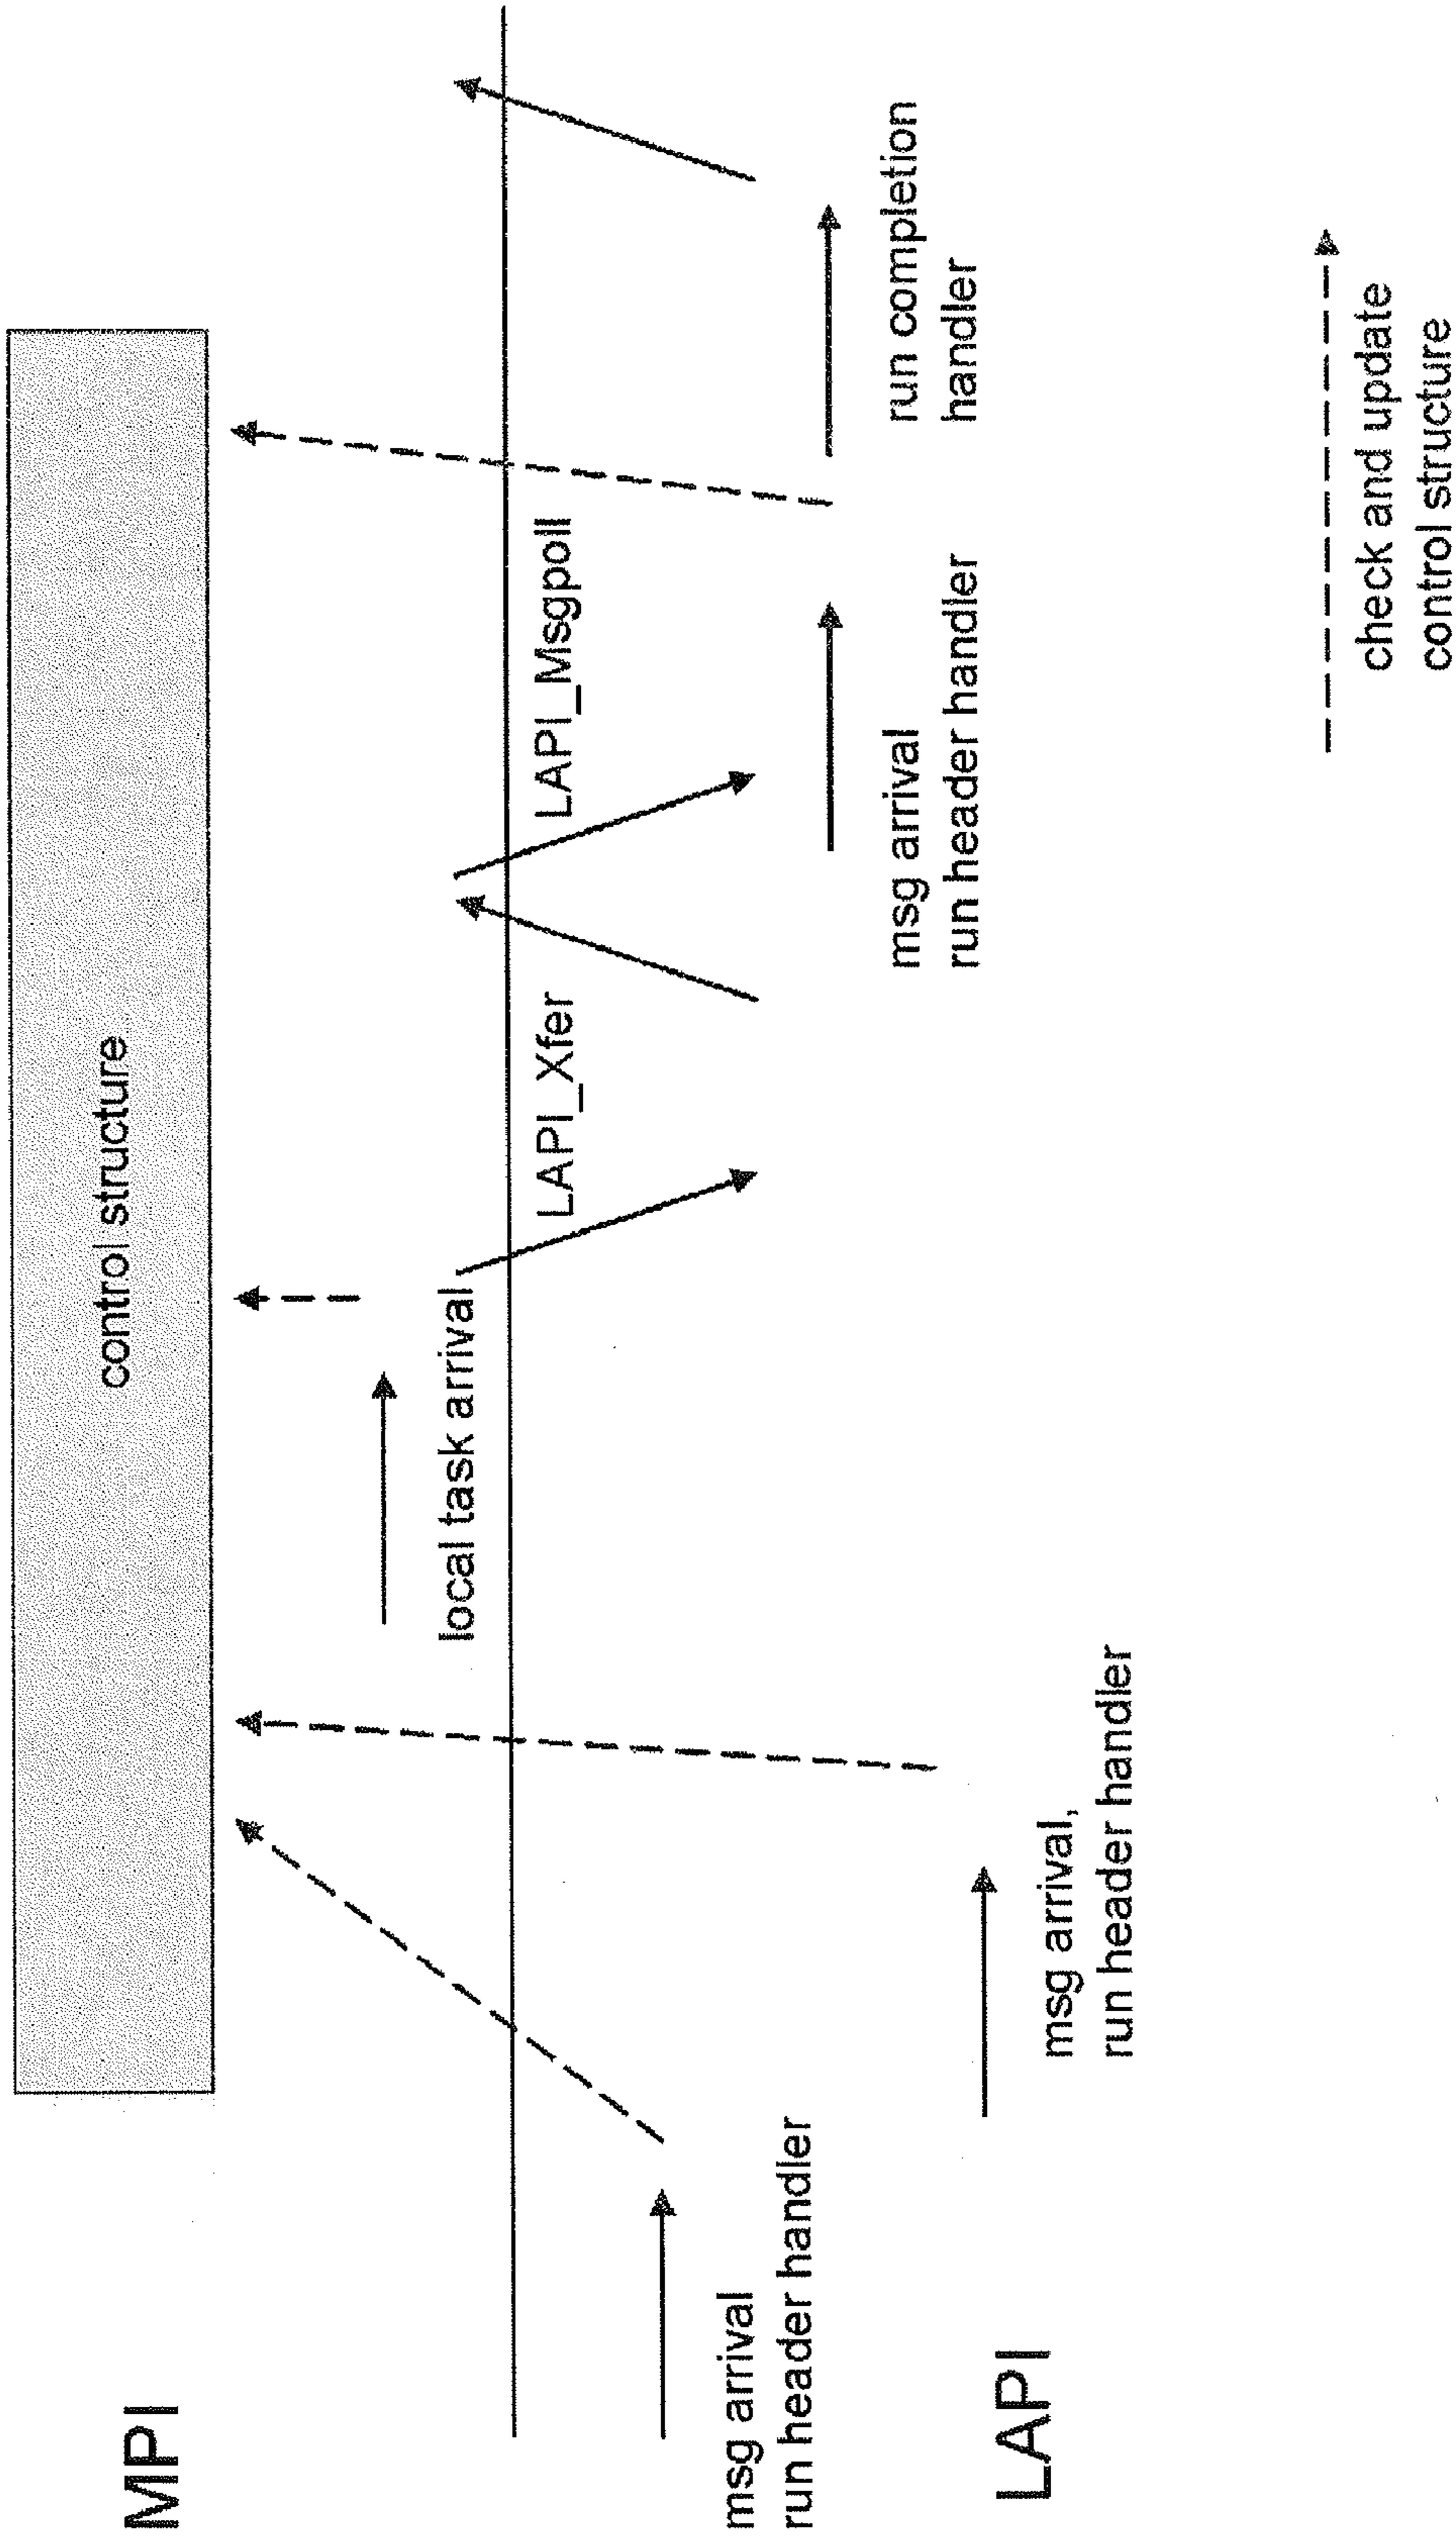 MPI
control structure
local task arrival
LAPI_Xfer
LAPI_Msgpoll
msg arrival
run header handler
msg arrival
run header handler
run completion
handler
LAPI
msg arrival,
run header handler
check and update
control structure